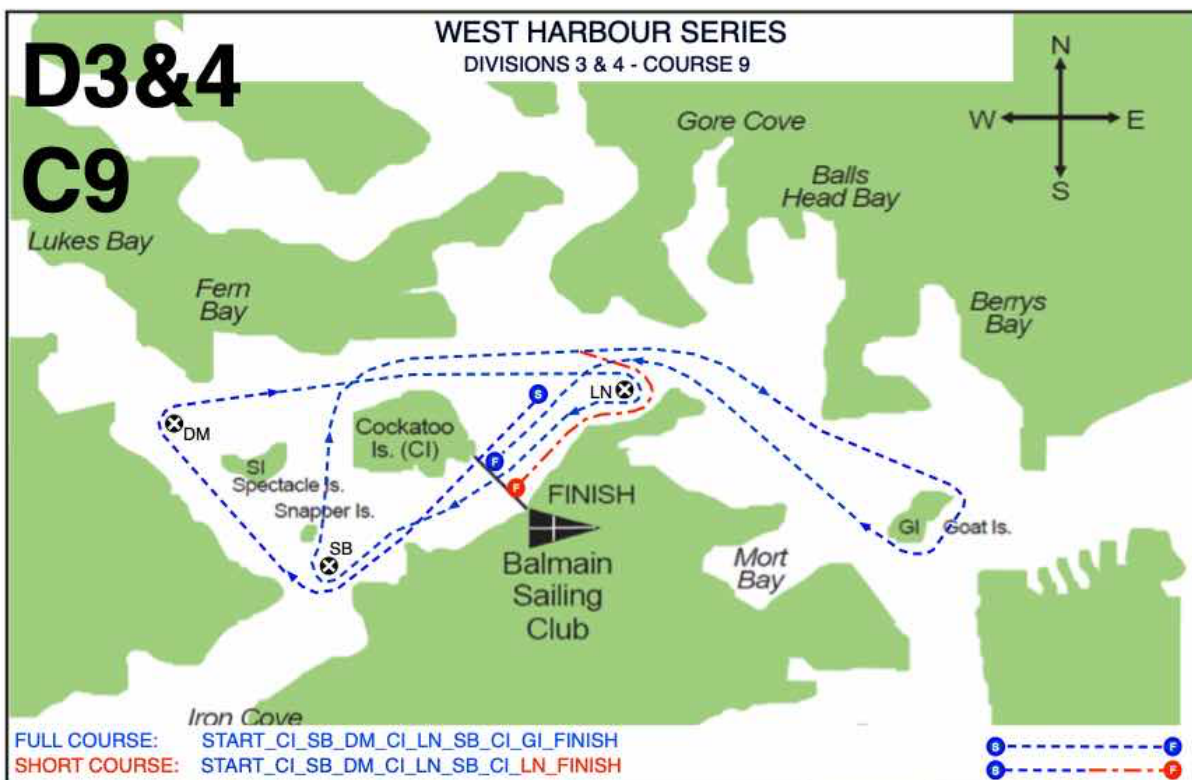 WEST HARBOUR SERIES
DIVISIONS 3 & 4 - COURSE 9
D3&4
C9
N
W
E
S
Gore Cove
Balls
Head Bay
Lukes Bay
Fern
Bay
Berrys
Bay
S
LN
DM
Cockatoo
Is. (CI)
SI
Spectacle Is.
F
F
FINISH
Snapper Is.
SB
GI
Goat Is.
Mort
Bay
Balmain
Sailing
Club
Iron Cove
FULL COURSE: START_CI_SB_DM_CI_LN_SB_CI_GI_FINISH
S F
SHORT COURSE: START_CI_SB_DM_CI_LN_SB_CI_LN_FINISH
S F